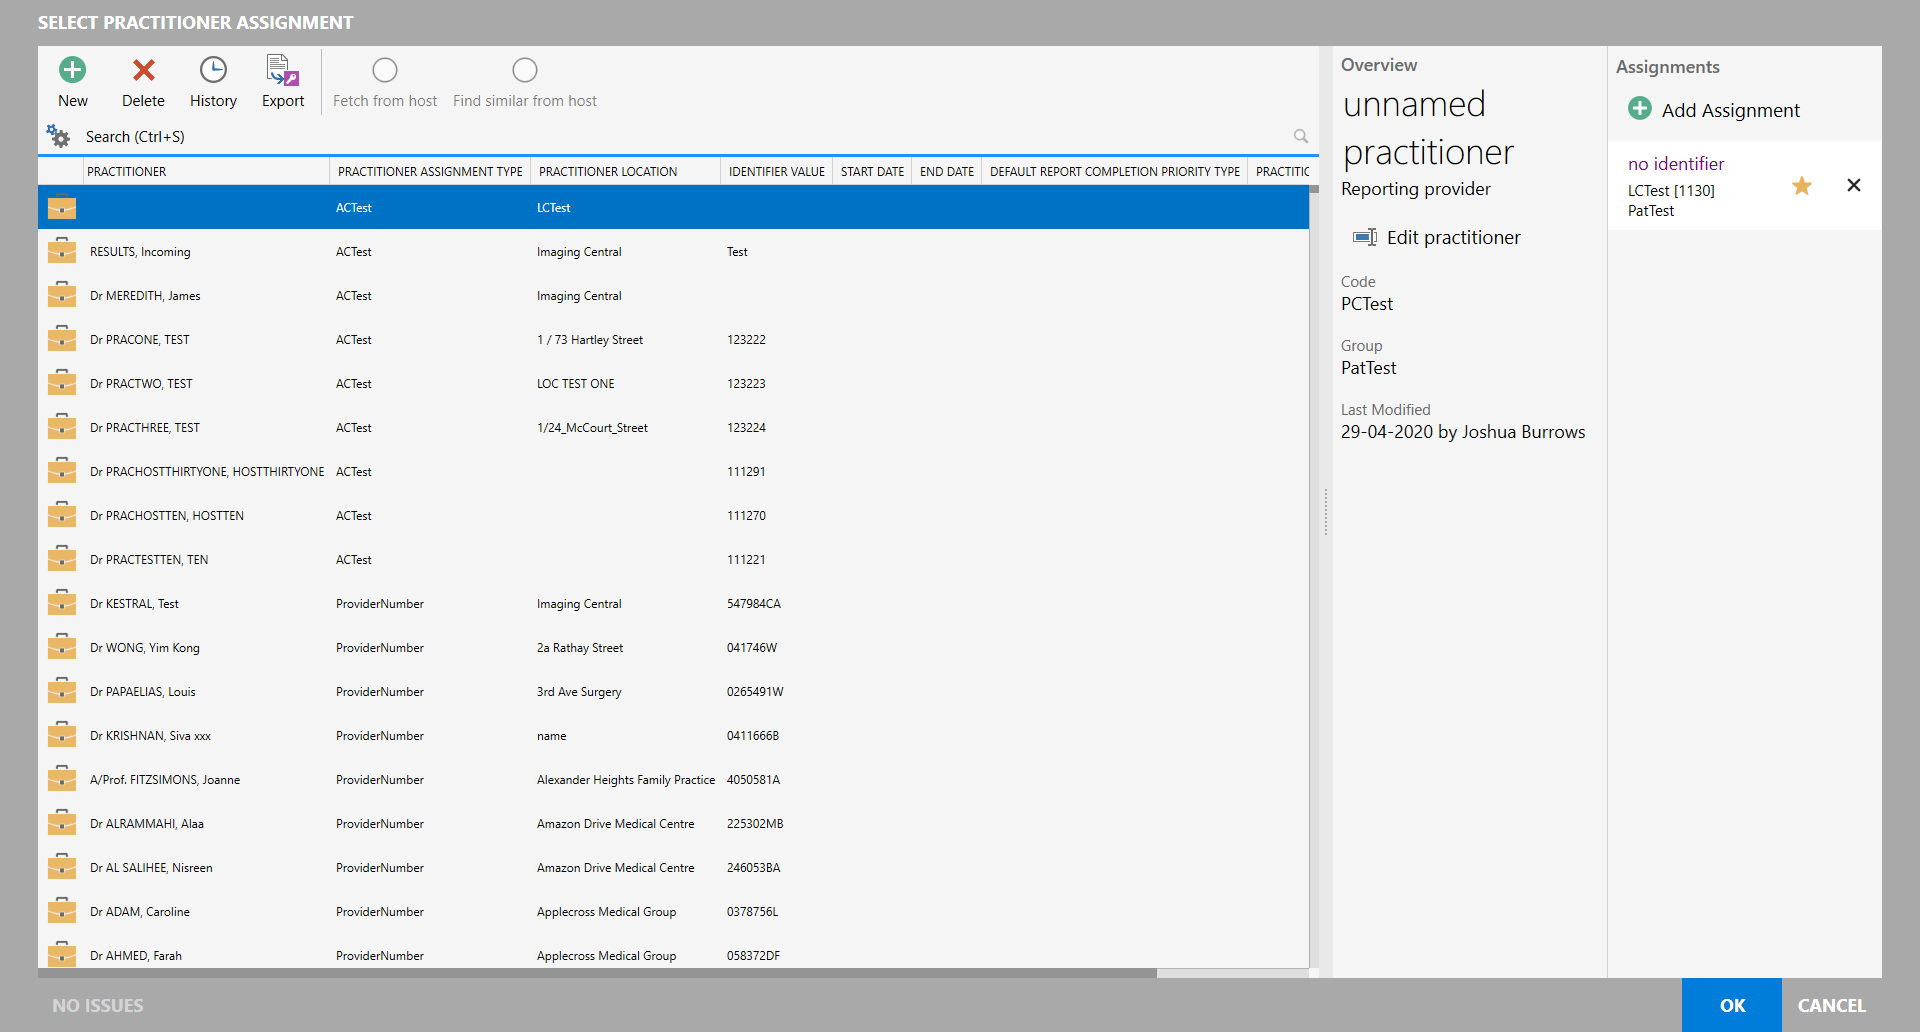 SELECT PRACTITIONER ASSIGNMENT
New Delete History Export Fetch from host Find similar from host
Search (Ctrl+S)
PRACTITIONER PRACTITIONER ASSIGNMENT TYPE PRACTITIONER LOCATION IDENTIFIER VALUE START DATE END DATE DEFAULT REPORT COMPLETION PRIORITY TYPE PRACTITIC
ACTest LCTest
RESULTS, Incoming ACTest Imaging Central Test
Dr MEREDITH, James ACTest Imaging Central
Dr PRACONE, TEST ACTest 1 / 73 Hartley Street 123222
Dr PRACTWO, TEST ACTest LOC TEST ONE 123223
Dr PRACTHREE, TEST ACTest 1/24_McCourt_Street 123224
Dr PRACHOSTTHIRTYONE, HOSTTHIRTYONE ACTest 111291
Dr PRACHOSTTEN, HOSTTEN ACTest 111270
Dr PRACTESTTEN, TEN ACTest 111221
Dr KESTRAL, Test ProviderNumber Imaging Central 547984CA
Dr WONG, Yim Kong ProviderNumber 2a Rathay Street 041746W
Dr PAPAELIAS, Louis ProviderNumber 3rd Ave Surgery 0265491W
Dr KRISHNAN, Siva xxx ProviderNumber name 0411666B
A/Prof. FITZSIMONS, Joanne ProviderNumber Alexander Heights Family Practice 4050581A
Dr ALRAMMAHI, Alaa ProviderNumber Amazon Drive Medical Centre 225302MB
Dr AL SALIHEE, Nisreen ProviderNumber Amazon Drive Medical Centre 246053BA
Dr ADAM, Caroline ProviderNumber Applecross Medical Group 0378756L
Dr AHMED, Farah ProviderNumber Applecross Medical Group 058372DF
Overview
unnamed
practitioner
Reporting provider
Edit practitioner
Code
PCTest
Group
PatTest
Last Modified
29-04-2020 by Joshua Burrows
Assignments
Add Assignment
no identifier
LCTest [1130]
PatTest
NO ISSUES
OK CANCEL